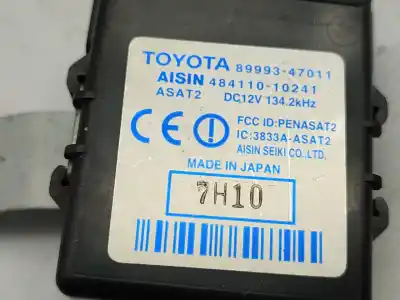 TOYOTA 89993-47011
AISIN 484110-10241
ASAT2 DC12V 134.2kHz
CE
FCC ID:PENASAT2
IC:3833A-ASAT2
AISIN SEIKI CO.,LTD.
MADE IN JAPAN
7H10